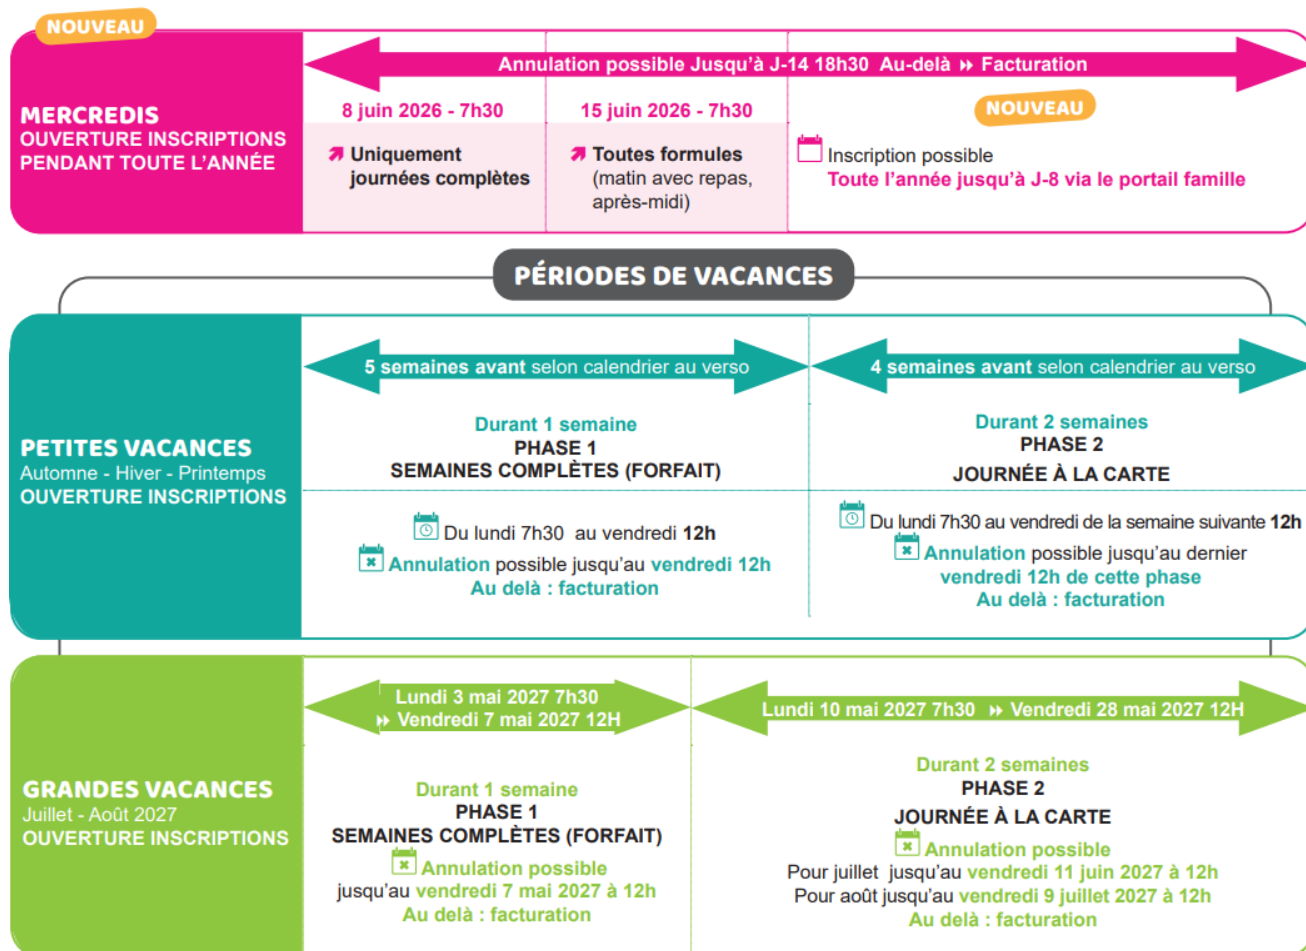 NOUVEAU
Annulation possible Jusqu'à J-14 18h30 Au-delà ⏩ Facturation
MERCREDIS
OUVERTURE INSCRIPTIONS
PENDANT TOUTE L'ANNÉE
8 juin 2026 - 7h30
Uniquement
journées complètes
15 juin 2026 - 7h30
Toutes formules
(matin avec repas,
après-midi)
NOUVEAU
Inscription possible
Toute l'année jusqu'à J-8 via le portail famille
PÉRIODES DE VACANCES
PETITES VACANCES
Automne - Hiver - Printemps
OUVERTURE INSCRIPTIONS
5 semaines avant selon calendrier au verso
Durant 1 semaine
PHASE 1
SEMAINES COMPLÈTES (FORFAIT)
Du lundi 7h30 au vendredi 12h
Annulation possible jusqu'au vendredi 12h
Au delà : facturation
4 semaines avant selon calendrier au verso
Durant 2 semaines
PHASE 2
JOURNÉE À LA CARTE
Du lundi 7h30 au vendredi de la semaine suivante 12h
Annulation possible jusqu'au dernier
vendredi 12h de cette phase
Au delà : facturation
GRANDES VACANCES
Juillet - Août 2027
OUVERTURE INSCRIPTIONS
Lundi 3 mai 2027 7h30
⏩ Vendredi 7 mai 2027 12H
Durant 1 semaine
PHASE 1
SEMAINES COMPLÈTES (FORFAIT)
Annulation possible
jusqu'au vendredi 7 mai 2027 à 12h
Au delà : facturation
Lundi 10 mai 2027 7h30 ⏩ Vendredi 28 mai 2027 12H
Durant 2 semaines
PHASE 2
JOURNÉE À LA CARTE
Annulation possible
Pour juillet jusqu'au vendredi 11 juin 2027 à 12h
Pour août jusqu'au vendredi 9 juillet 2027 à 12h
Au delà : facturation